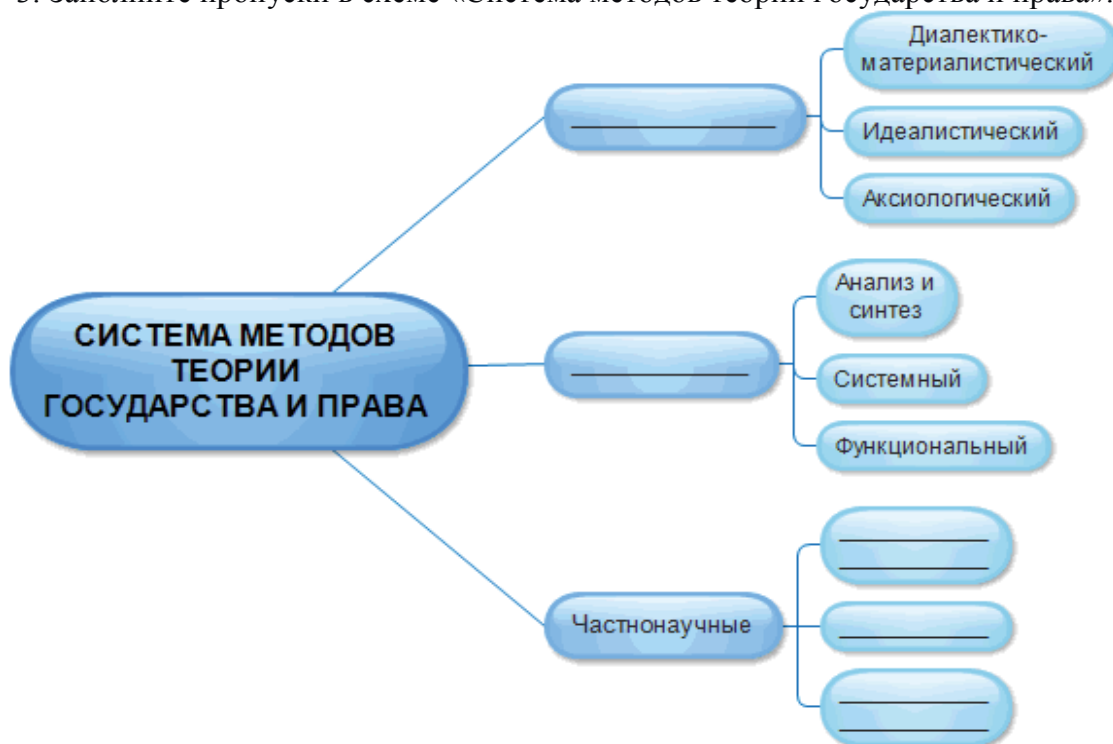 3. Заполните пропуски в схеме «Система методов теории государства и права».
Диалектико-
материалистический
Идеалистический
Аксиологический
Анализ и
синтез
СИСТЕМА МЕТОДОВ
ТЕОРИИ
ГОСУДАРСТВА И ПРАВА
Системный
Функциональный
Частнонаучные